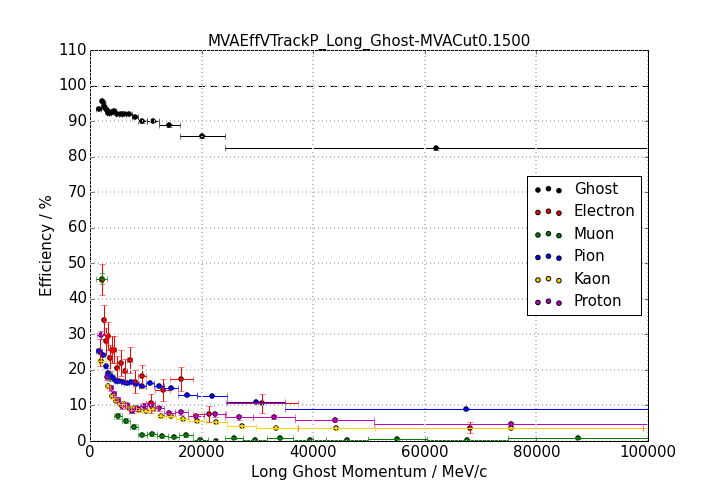 MVAEffVTrackP_Long_Ghost-MVACut0.1500
110
100
90
80
70
60
50
40
30
20
10
0
Efficiency / %
Ghost
Electron
Muon
Pion
Kaon
Proton
0 20000 40000 60000 80000 100000
Long Ghost Momentum / MeV/c